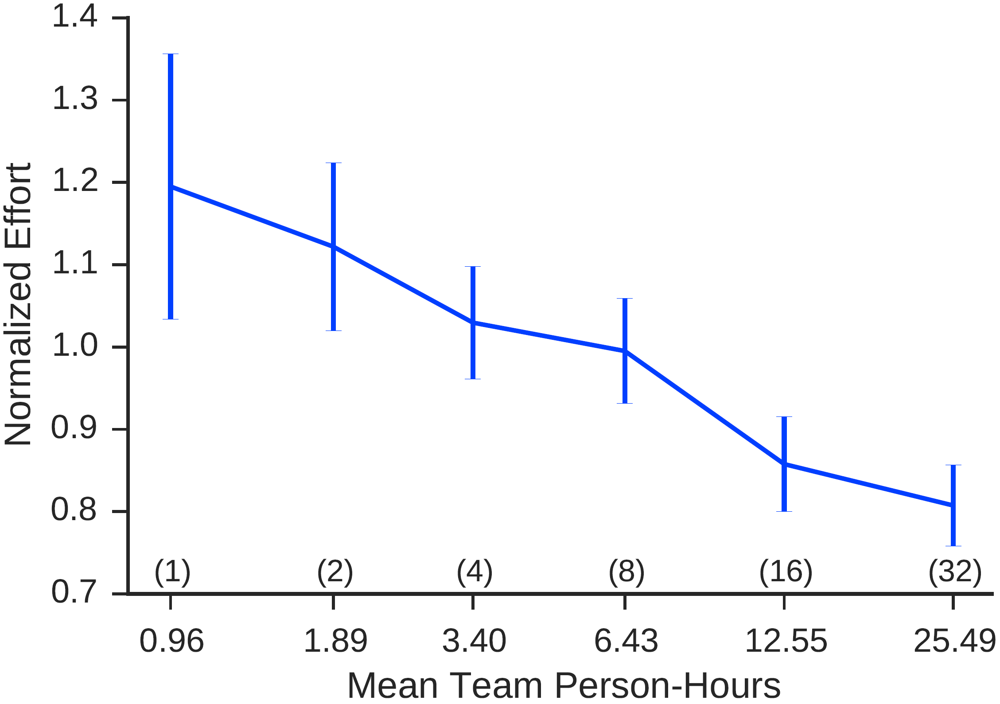 Normalized Effort
1.4
1.3
1.2
1.1
1.0
0.9
0.8
0.7
(1) (2) (4) (8) (16) (32)
0.96 1.89 3.40 6.43 12.55 25.49
Mean Team Person-Hours